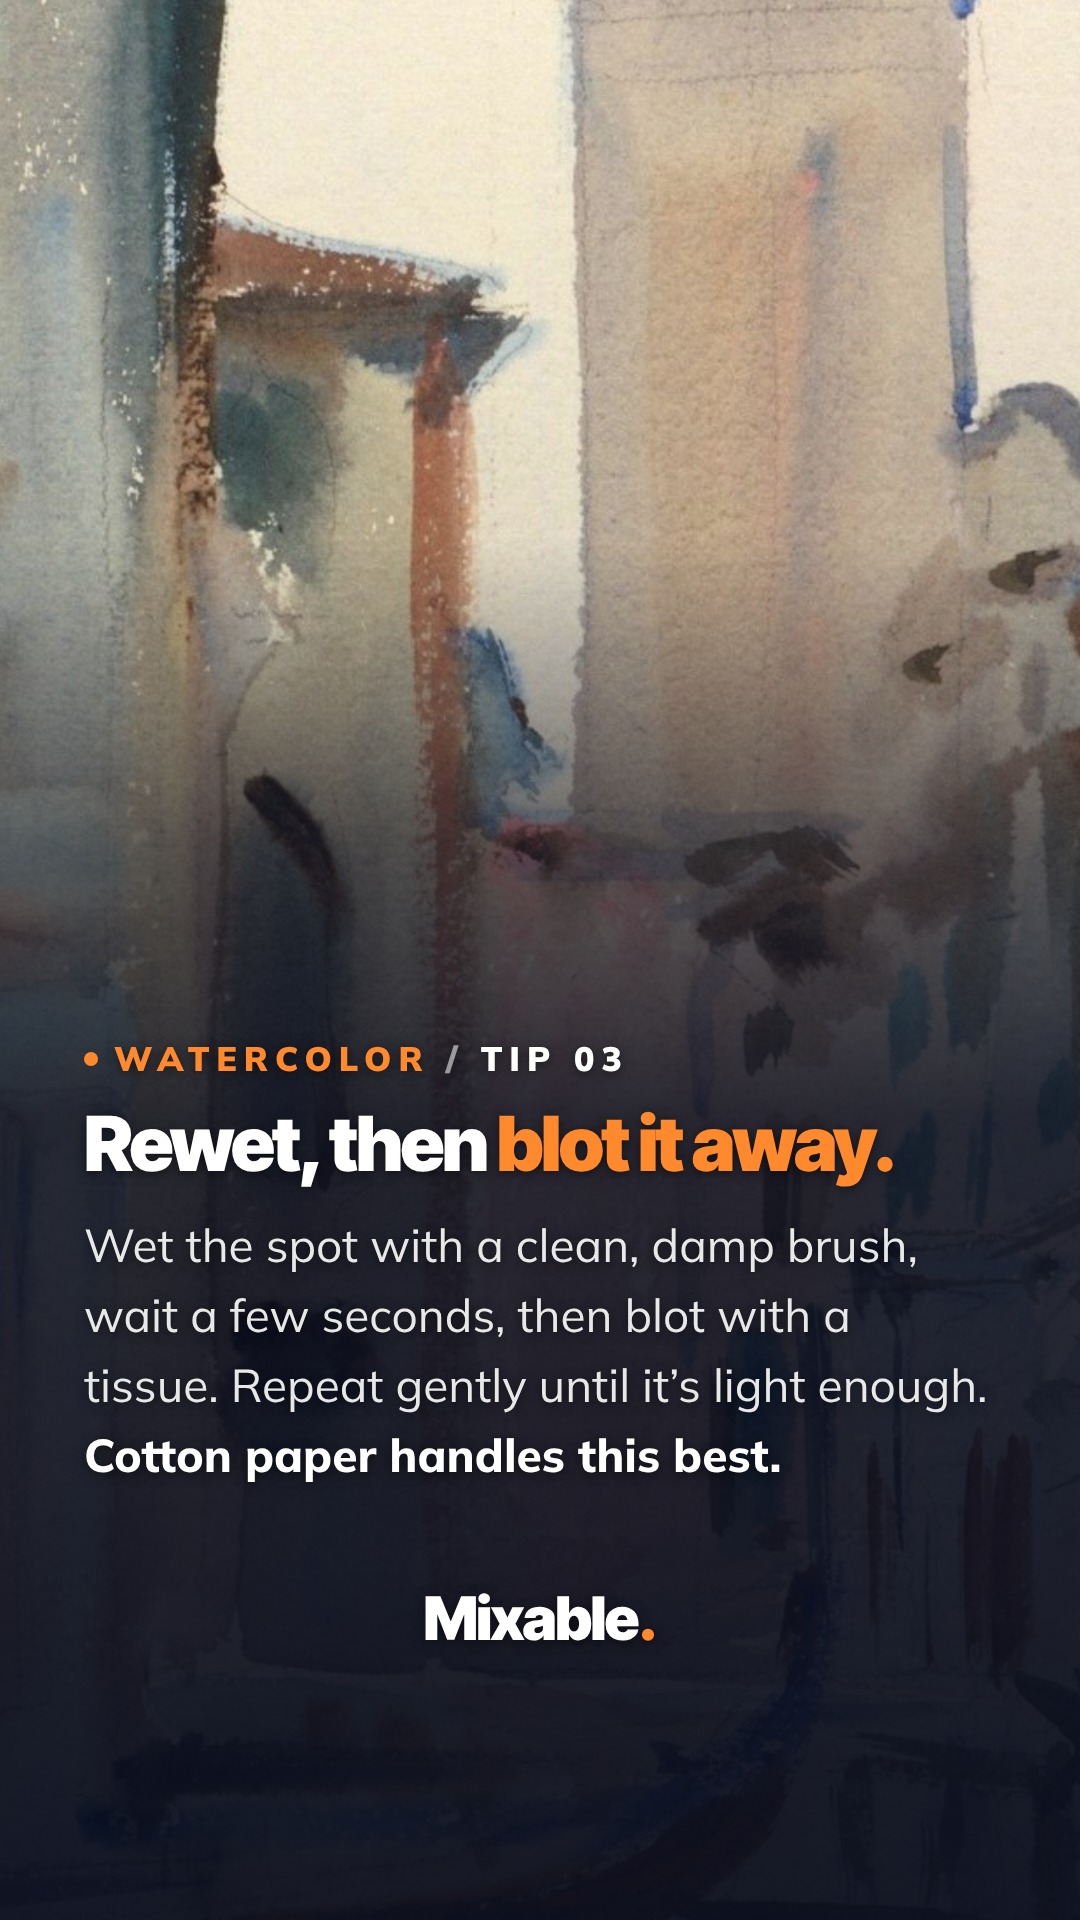 • WATERCOLOR / TIP 03
Rewet, then blot it away.
Wet the spot with a clean, damp brush,
wait a few seconds, then blot with a
tissue. Repeat gently until it’s light enough.
Cotton paper handles this best.
Mixable.